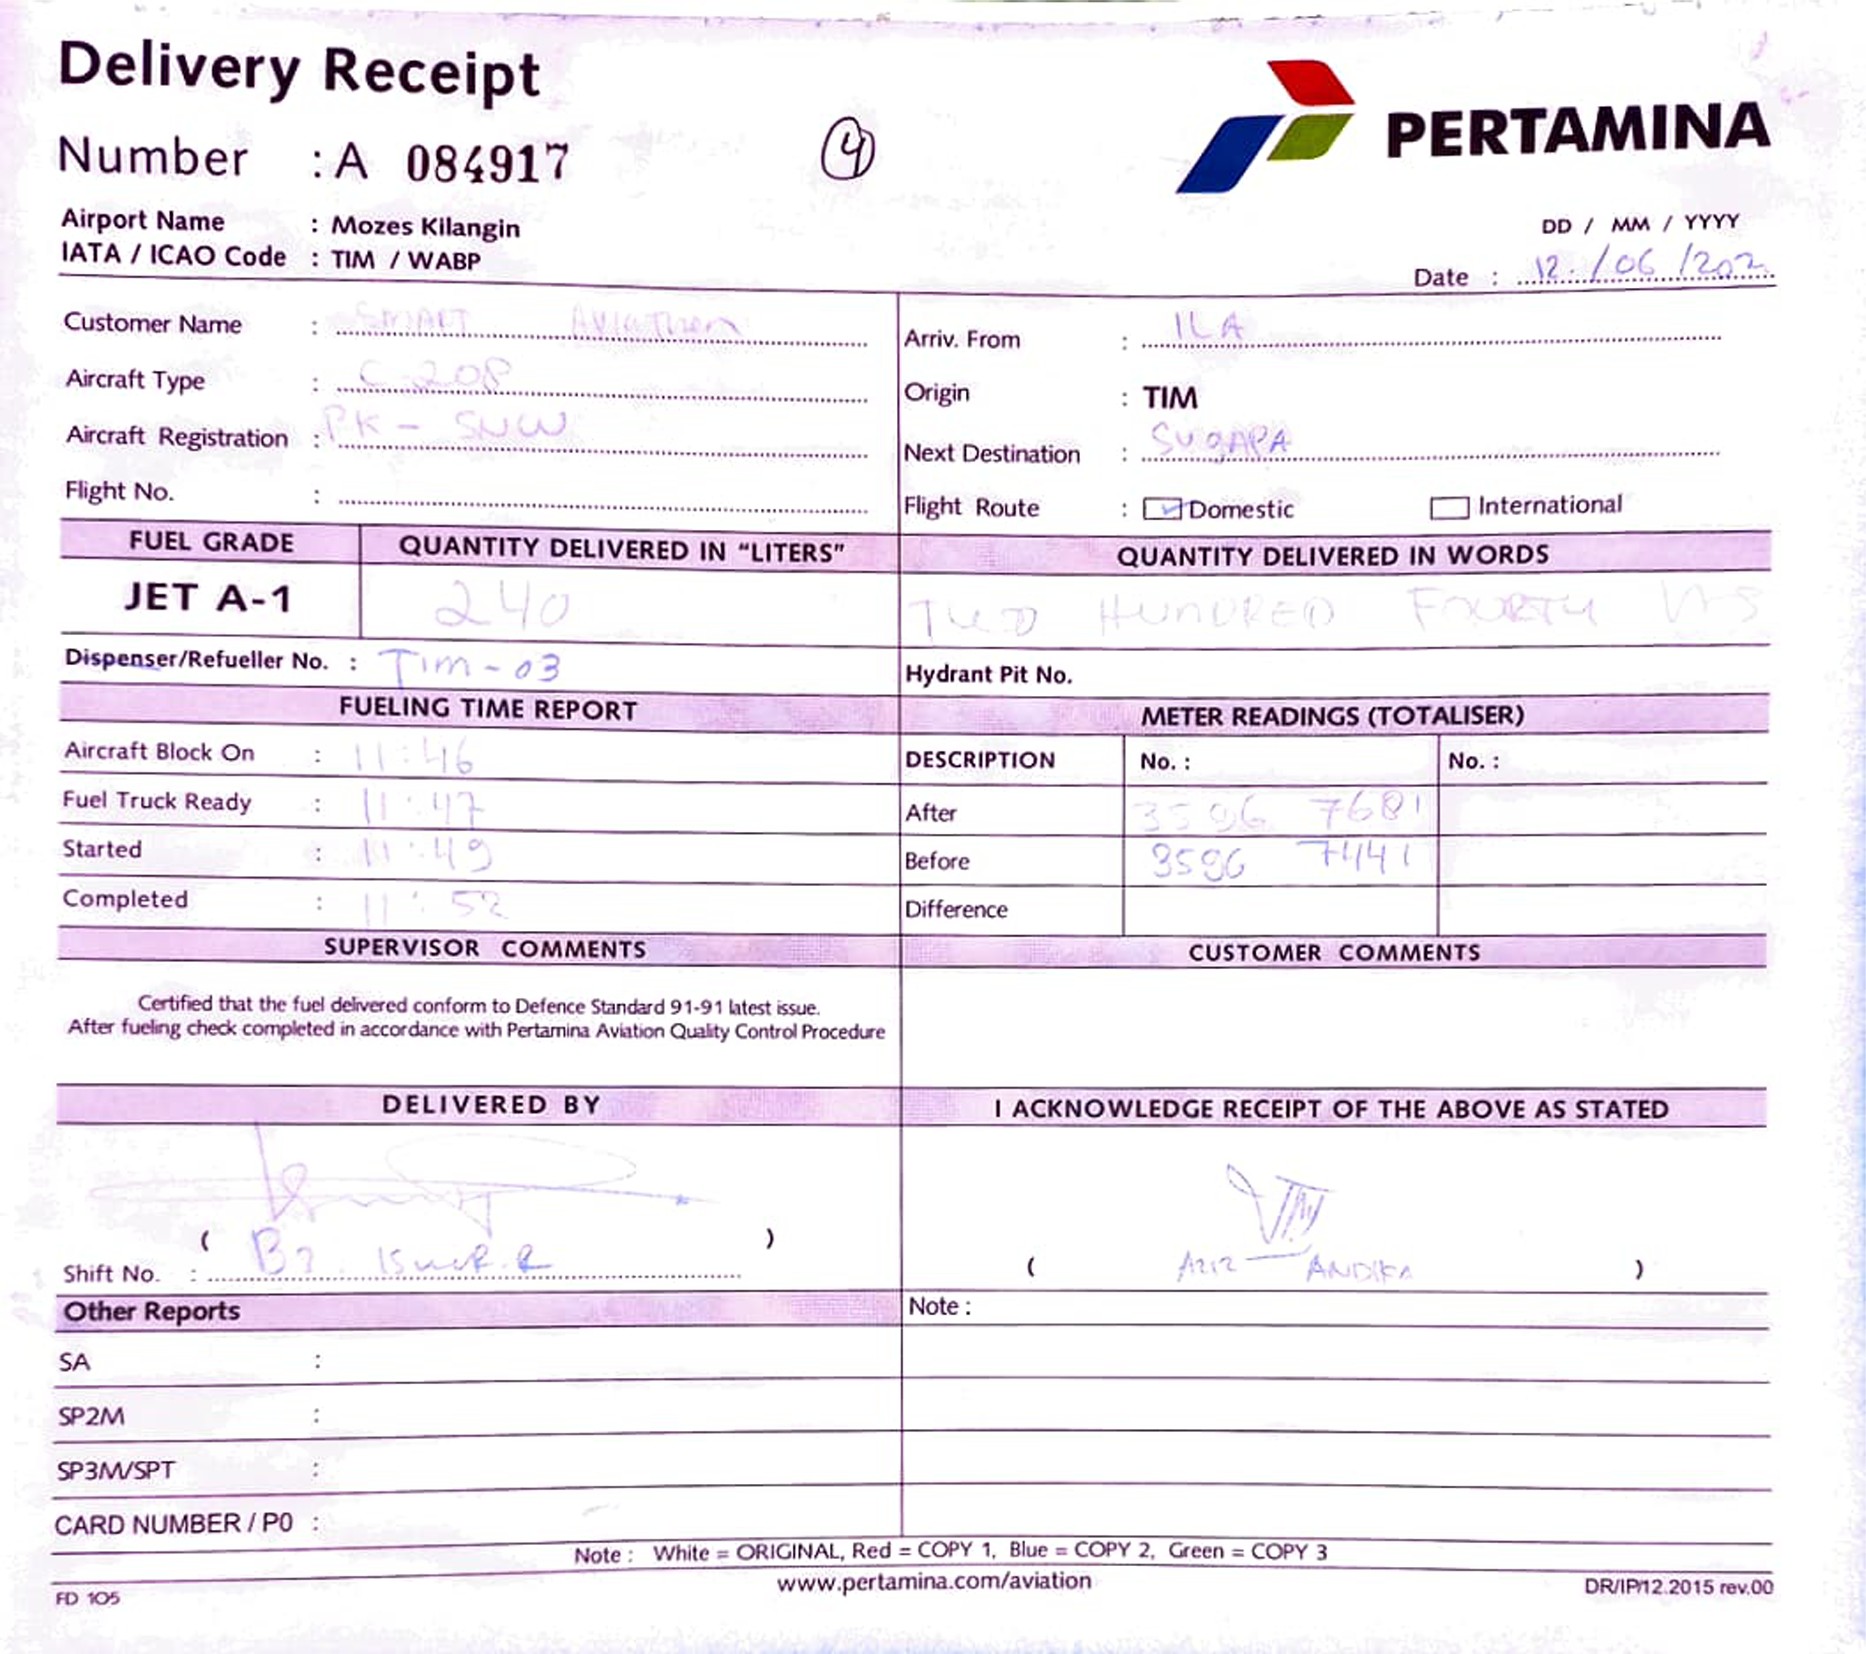 Delivery Receipt
Number : A 084917
4
PERTAMINA
Airport Name : Mozes Kilangin
IATA / ICAO Code : TIM / WABP
DD / MM / YYYY
Date : 12. / 06 / 202
Customer Name : SMART AViATHON
Aircraft Type : C 208
Aircraft Registration : PK - SNW
Flight No. :
Arriv. From : ILA
Origin : TIM
Next Destination : SUGAPA
Flight Route : Domestic International
FUEL GRADE QUANTITY DELIVERED IN “LITERS” QUANTITY DELIVERED IN WORDS
JET A-1 240 TWO HUNDRED FOURTY
Dispenser/Refueller No. : Tim-03 Hydrant Pit No.
FUELING TIME REPORT METER READINGS (TOTALISER)
Aircraft Block On : 11:46 DESCRIPTION No. : No. :
Fuel Truck Ready : 11:47 After 3596 7681
Started : 11:49 Before 3596 7441
Completed : 11:52 Difference
SUPERVISOR COMMENTS CUSTOMER COMMENTS
Certified that the fuel delivered conform to Defence Standard 91-91 latest issue.
After fueling check completed in accordance with Pertamina Aviation Quality Control Procedure
DELIVERED BY I ACKNOWLEDGE RECEIPT OF THE ABOVE AS STATED
( )
Shift No. :
( AZIZ ANDIKA )
Other Reports Note :
SA :
SP2M :
SP3M/SPT :
CARD NUMBER / P0 :
Note : White = ORIGINAL, Red = COPY 1, Blue = COPY 2, Green = COPY 3
www.pertamina.com/aviation
FD 105 DR/IP/12.2015 rev.00